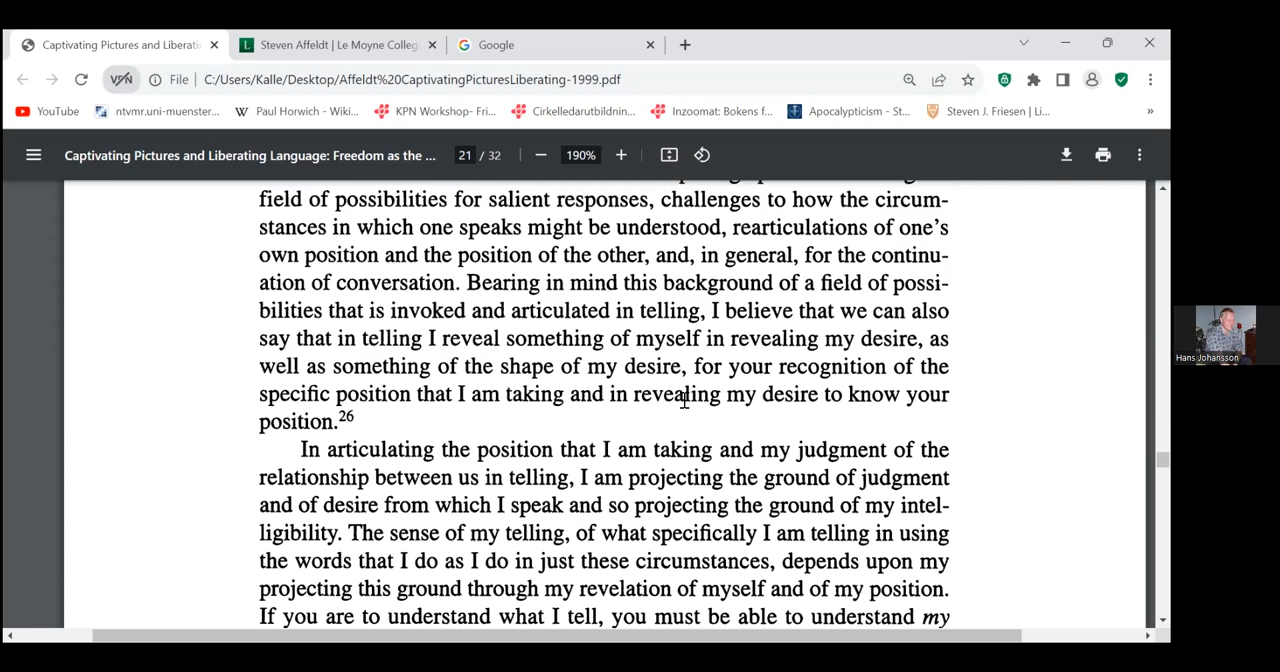 Captivating Pictures and Liberati
Steven Affeldt | Le Moyne Colleg
Google
VPN
File
C:/Users/Kalle/Desktop/Affeldt%20CaptivatingPicturesLiberating-1999.pdf
YouTube
ntvmr.uni-muenster...
Paul Horwich - Wiki...
KPN Workshop- Fri...
Cirkelledarutbildnin...
Inzoomat: Bokens f...
Apocalypticism - St...
Steven J. Friesen | Li...
»
Captivating Pictures and Liberating Language: Freedom as the ...
21 / 32
190%
field of possibilities for salient responses, challenges to how the circum-
stances in which one speaks might be understood, rearticulations of one's
own position and the position of the other, and, in general, for the continu-
ation of conversation. Bearing in mind this background of a field of possi-
bilities that is invoked and articulated in telling, I believe that we can also
say that in telling I reveal something of myself in revealing my desire, as
well as something of the shape of my desire, for your recognition of the
specific position that I am taking and in revealing my desire to know your
position.26
In articulating the position that I am taking and my judgment of the
relationship between us in telling, I am projecting the ground of judgment
and of desire from which I speak and so projecting the ground of my intel-
ligibility. The sense of my telling, of what specifically I am telling in using
the words that I do as I do in just these circumstances, depends upon my
projecting this ground through my revelation of myself and of my position.
If you are to understand what I tell, you must be able to understand my
Hans Johansson